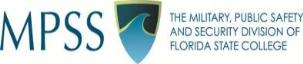 MPSS
THE MILITARY, PUBLIC SAFETY
AND SECURITY DIVISION OF
FLORIDA STATE COLLEGE